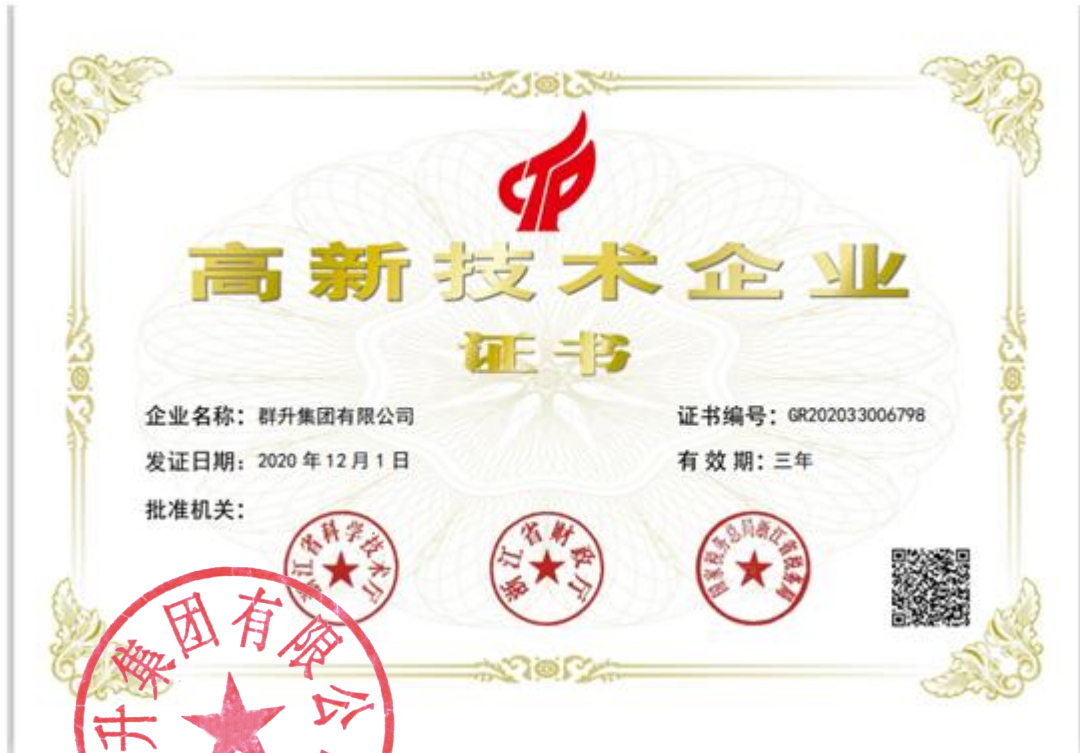 高新技术企业
证书
企业名称：群升集团有限公司
证书编号：GR202033006798
发证日期：2020年12月1日
有效期：三年
批准机关：
浙江省科学技术厅
浙江省财政厅
国家税务总局浙江省税务局
升集团有限公